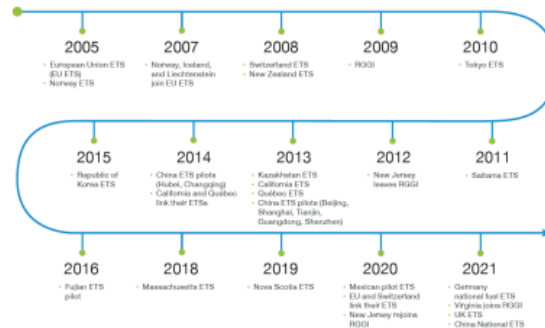 2005
• European Union ETS
(EU ETS)
• Norway ETS
2007
• Norway, Iceland,
and Liechtenstein
join EU ETS
2008
• Switzerland ETS
• New Zealand ETS
2009
• RGGI
2010
• Tokyo ETS
2015
• Republic of
Korea ETS
2014
• China ETS pilots
(Hubei, Chongqing)
• California and Québec
link their ETSs
2013
• Kazakhstan ETS
• California ETS
• Québec ETS
• China ETS pilots (Beijing,
Shanghai, Tianjin,
Guangdong, Shenzhen)
2012
• New Jersey
leaves RGGI
2011
• Saitama ETS
2016
• Fujian ETS
pilot
2018
• Massachusetts ETS
2019
• Nova Scotia ETS
2020
• Mexican pilot ETS
• EU and Switzerland
link their ETS
• New Jersey rejoins
RGGI
2021
• Germany
national fuel ETS
• Virginia joins RGGI
• UK ETS
• China National ETS